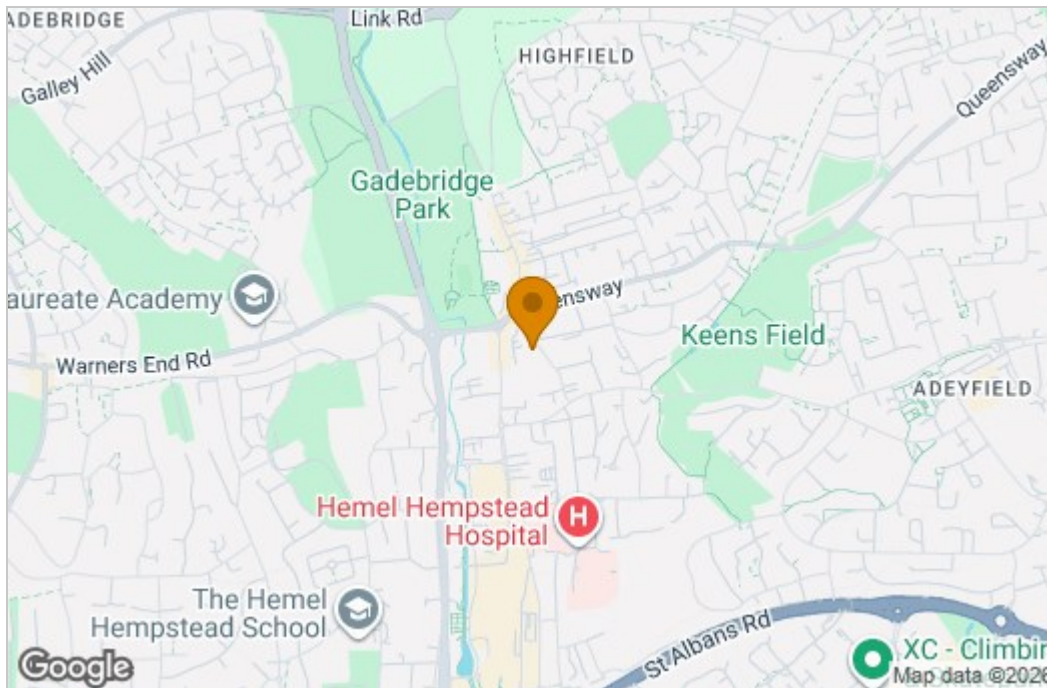 ADEBRIDGE
Link Rd
HIGHFIELD
Galley Hill
Queensway
Gadebridge
Park
aureate Academy
ensway
Keens Field
Warners End Rd
ADEYFIELD
Hemel Hempstead
Hospital
H
The Hemel
Hempstead School
St Albans Rd
XC - Climbin
Google
Map data ©2026